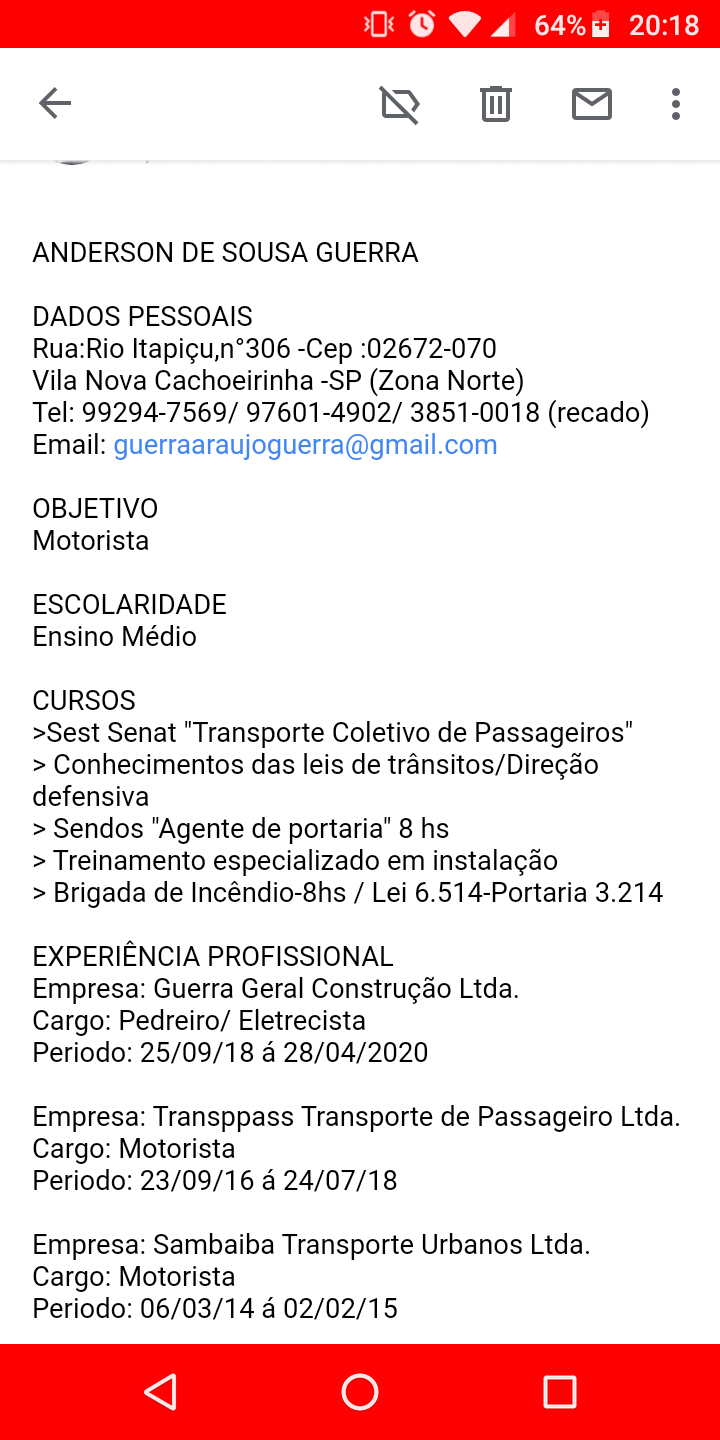 64% 20:18
ANDERSON DE SOUSA GUERRA
DADOS PESSOAIS
Rua:Rio Itapiçu,n°306 -Cep :02672-070
Vila Nova Cachoeirinha -SP (Zona Norte)
Tel: 99294-7569/ 97601-4902/ 3851-0018 (recado)
Email: guerraaraujoguerra@gmail.com
OBJETIVO
Motorista
ESCOLARIDADE
Ensino Médio
CURSOS
>Sest Senat "Transporte Coletivo de Passageiros"
> Conhecimentos das leis de trânsitos/Direção
defensiva
> Sendos "Agente de portaria" 8 hs
> Treinamento especializado em instalação
> Brigada de Incêndio-8hs / Lei 6.514-Portaria 3.214
EXPERIÊNCIA PROFISSIONAL
Empresa: Guerra Geral Construção Ltda.
Cargo: Pedreiro/ Eletrecista
Periodo: 25/09/18 á 28/04/2020
Empresa: Transppass Transporte de Passageiro Ltda.
Cargo: Motorista
Periodo: 23/09/16 á 24/07/18
Empresa: Sambaiba Transporte Urbanos Ltda.
Cargo: Motorista
Periodo: 06/03/14 á 02/02/15